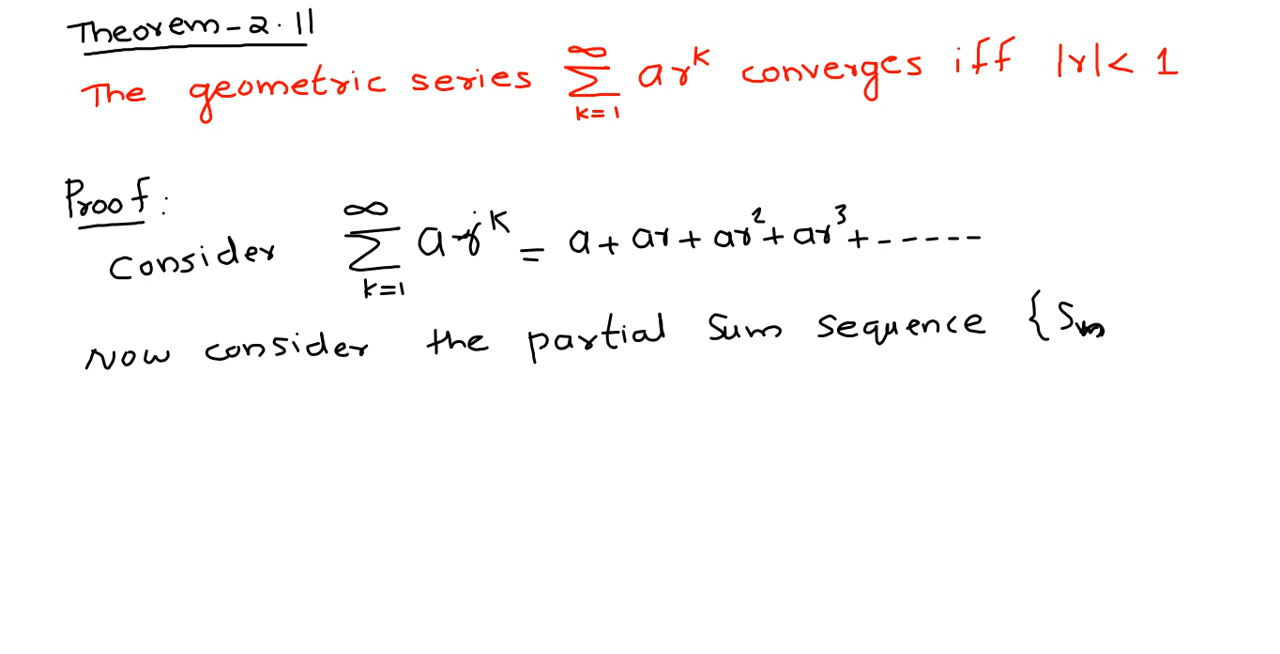 Theorem-2.11
The geometric series ∑_{k=1}^{∞} ar^k converges iff |r| < 1
Proof:
Consider ∑_{k=1}^{∞} ar^k = a + ar + ar^2 + ar^3 + -----
Now consider the partial sum sequence {S_n